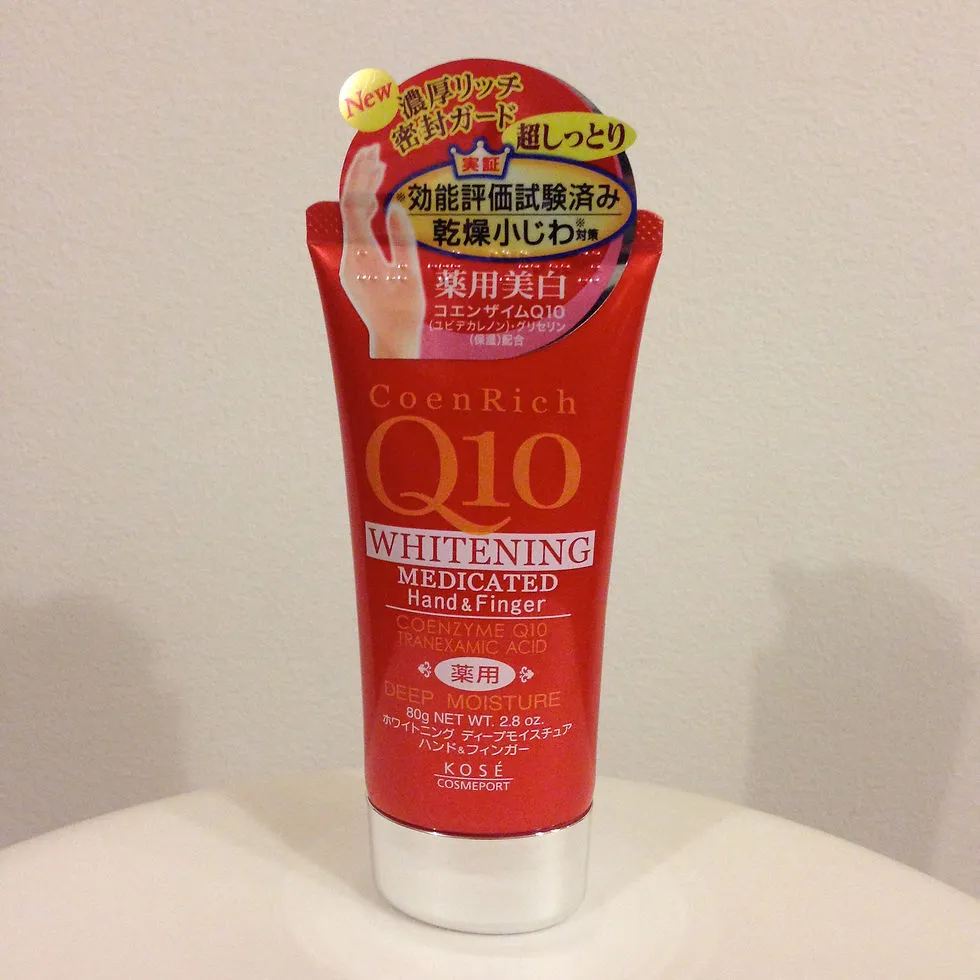 New
濃厚リッチ
密封ガード
超しっとり
実証
※効能評価試験済み
乾燥小じわ※対策
薬用美白
コエンザイムQ10
(ユビデカレノン)・グリセリン
(保湿)配合
CoenRich
Q10
WHITENING
MEDICATED
Hand&Finger
COENZYME Q10
TRANEXAMIC ACID
薬用
DEEP MOISTURE
80g NET WT. 2.8 oz.
ホワイトニング ディープモイスチュア
ハンド&フィンガー
KOSÉ
COSMEPORT